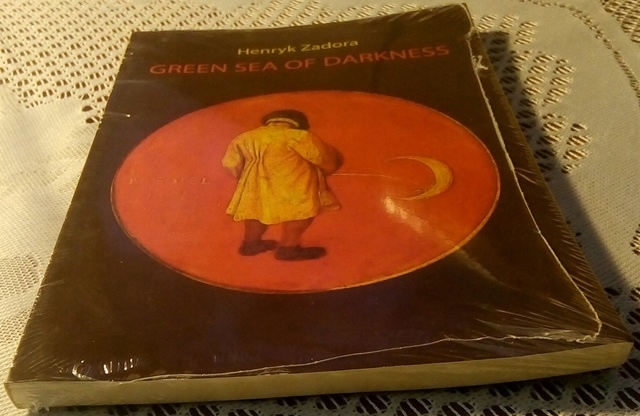 Henryk Zadora
GREEN SEA OF DARKNESS